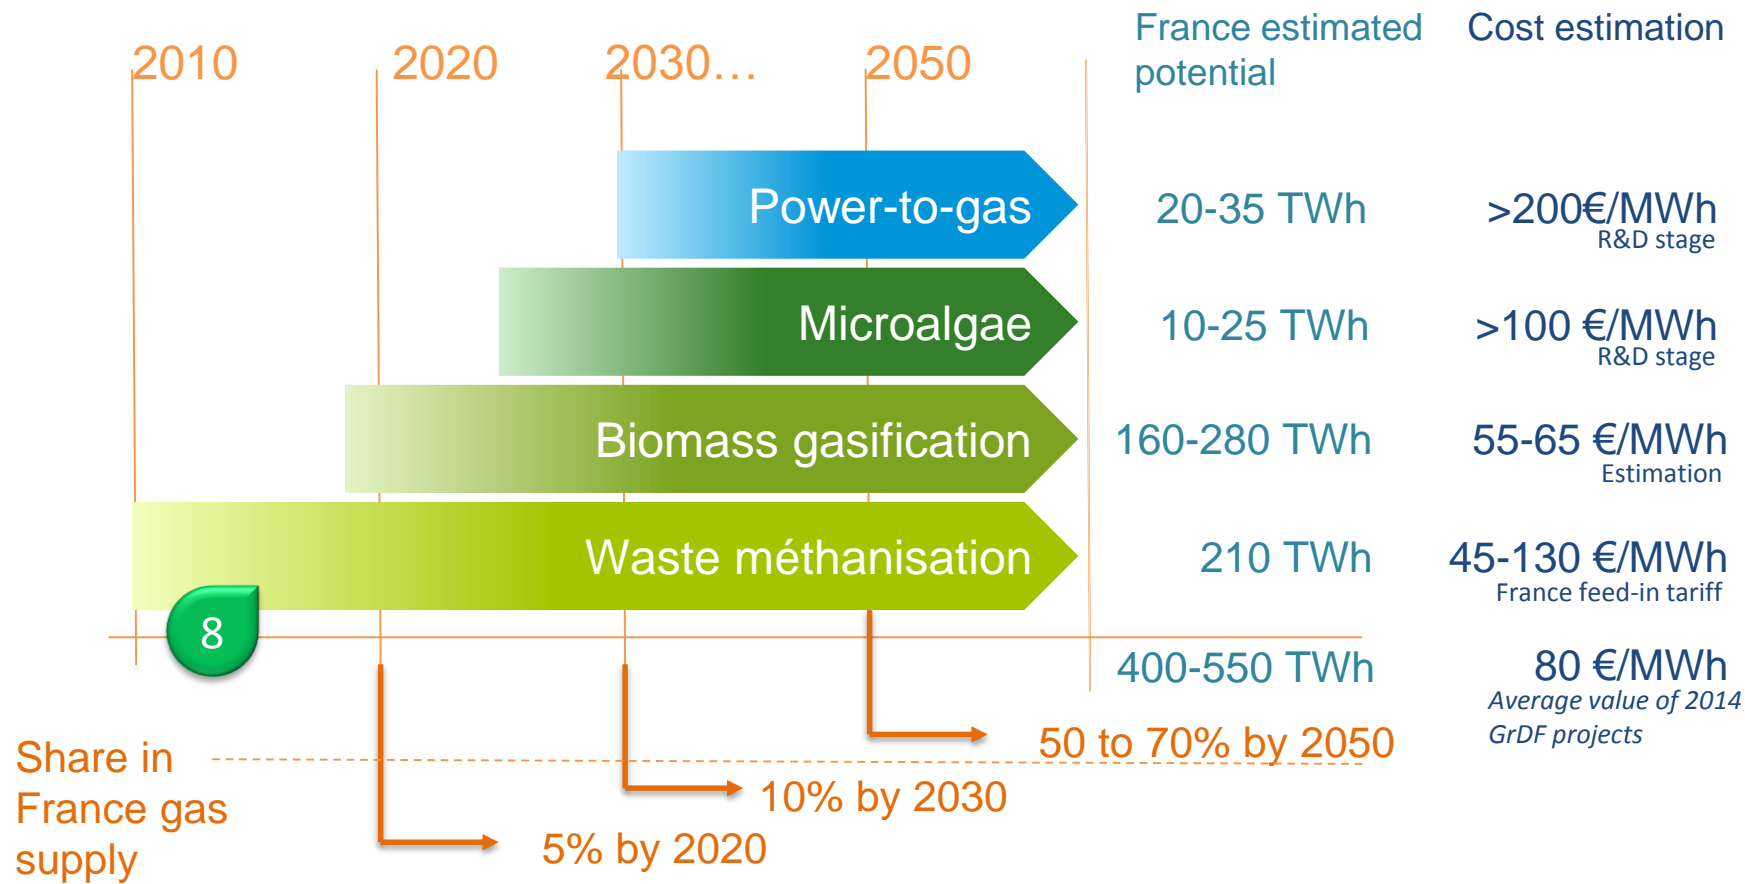 2010
2020
2030…
2050
France estimated
potential
Cost estimation
Power-to-gas
20-35 TWh
>200€/MWh
R&D stage
Microalgae
10-25 TWh
>100 €/MWh
R&D stage
Biomass gasification
160-280 TWh
55-65 €/MWh
Estimation
Waste méthanisation
210 TWh
45-130 €/MWh
France feed-in tariff
8
400-550 TWh
80 €/MWh
Average value of 2014
GrDF projects
Share in
France gas
supply
50 to 70% by 2050
10% by 2030
5% by 2020